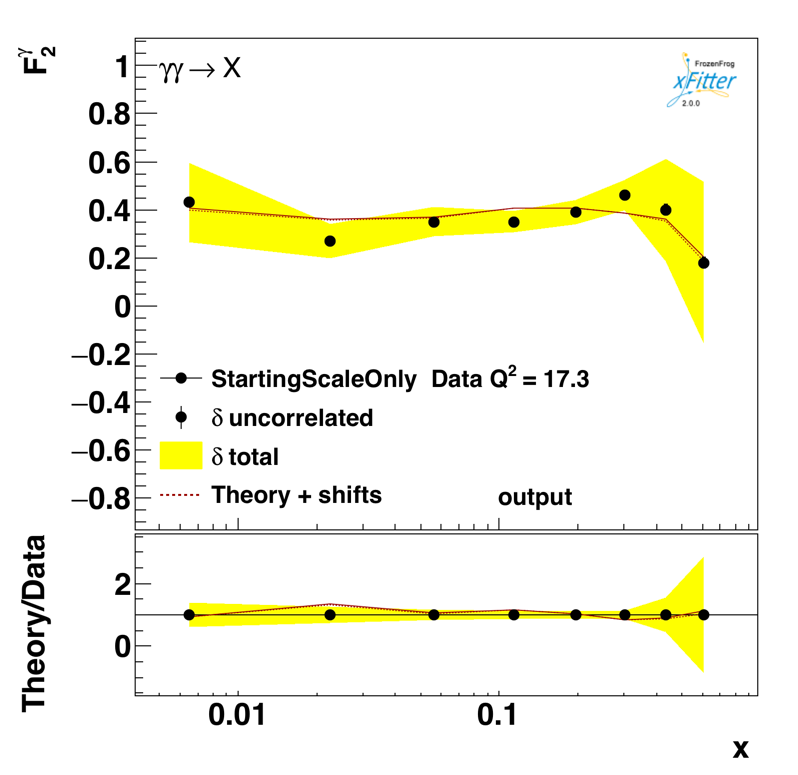 F₂^γ
γγ → X
FrozenFrog
xFitter
2.0.0
1
0.8
0.6
0.4
0.2
0
−0.2
−0.4
−0.6
−0.8
StartingScaleOnly Data Q² = 17.3
δ uncorrelated
δ total
Theory + shifts
output
Theory/Data
2
0
0.01
0.1
x